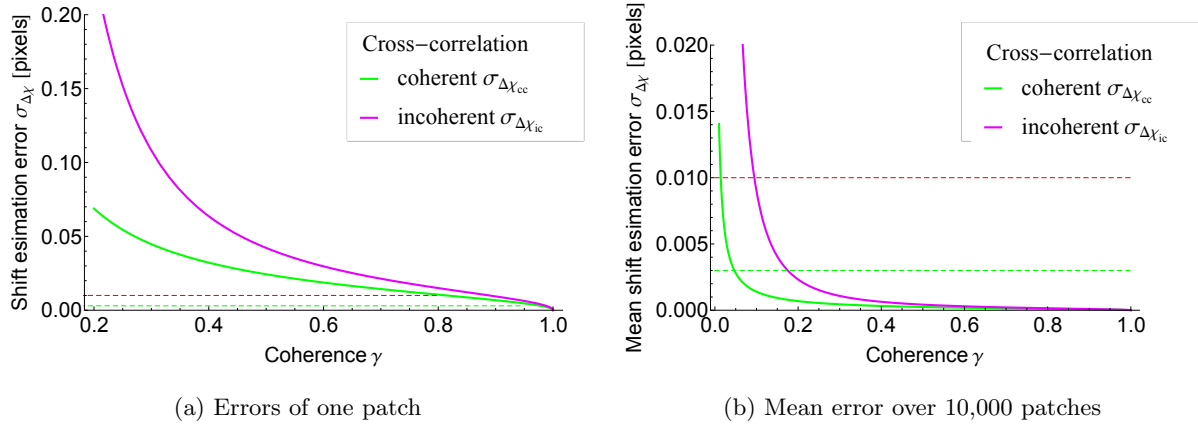 Shift esimation error σΔχ [pixels]
0.20
0.15
0.10
0.05
0.00
0.2 0.4 0.6 0.8 1.0
Coherence γ
Cross−correlation
coherent σΔχcc
incoherent σΔχic
(a) Errors of one patch
Mean shift esimation error σΔχ [pixels]
0.020
0.015
0.010
0.005
0.000
0.0 0.2 0.4 0.6 0.8 1.0
Coherence γ
Cross−correlation
coherent σΔχcc
incoherent σΔχic
(b) Mean error over 10,000 patches